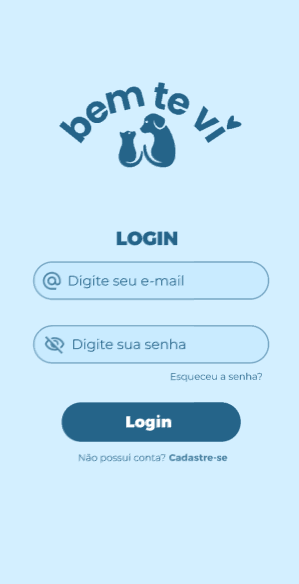 bem te vi
LOGIN
Digite seu e-mail
Digite sua senha
Esqueceu a senha?
Login
Não possui conta? Cadastre-se